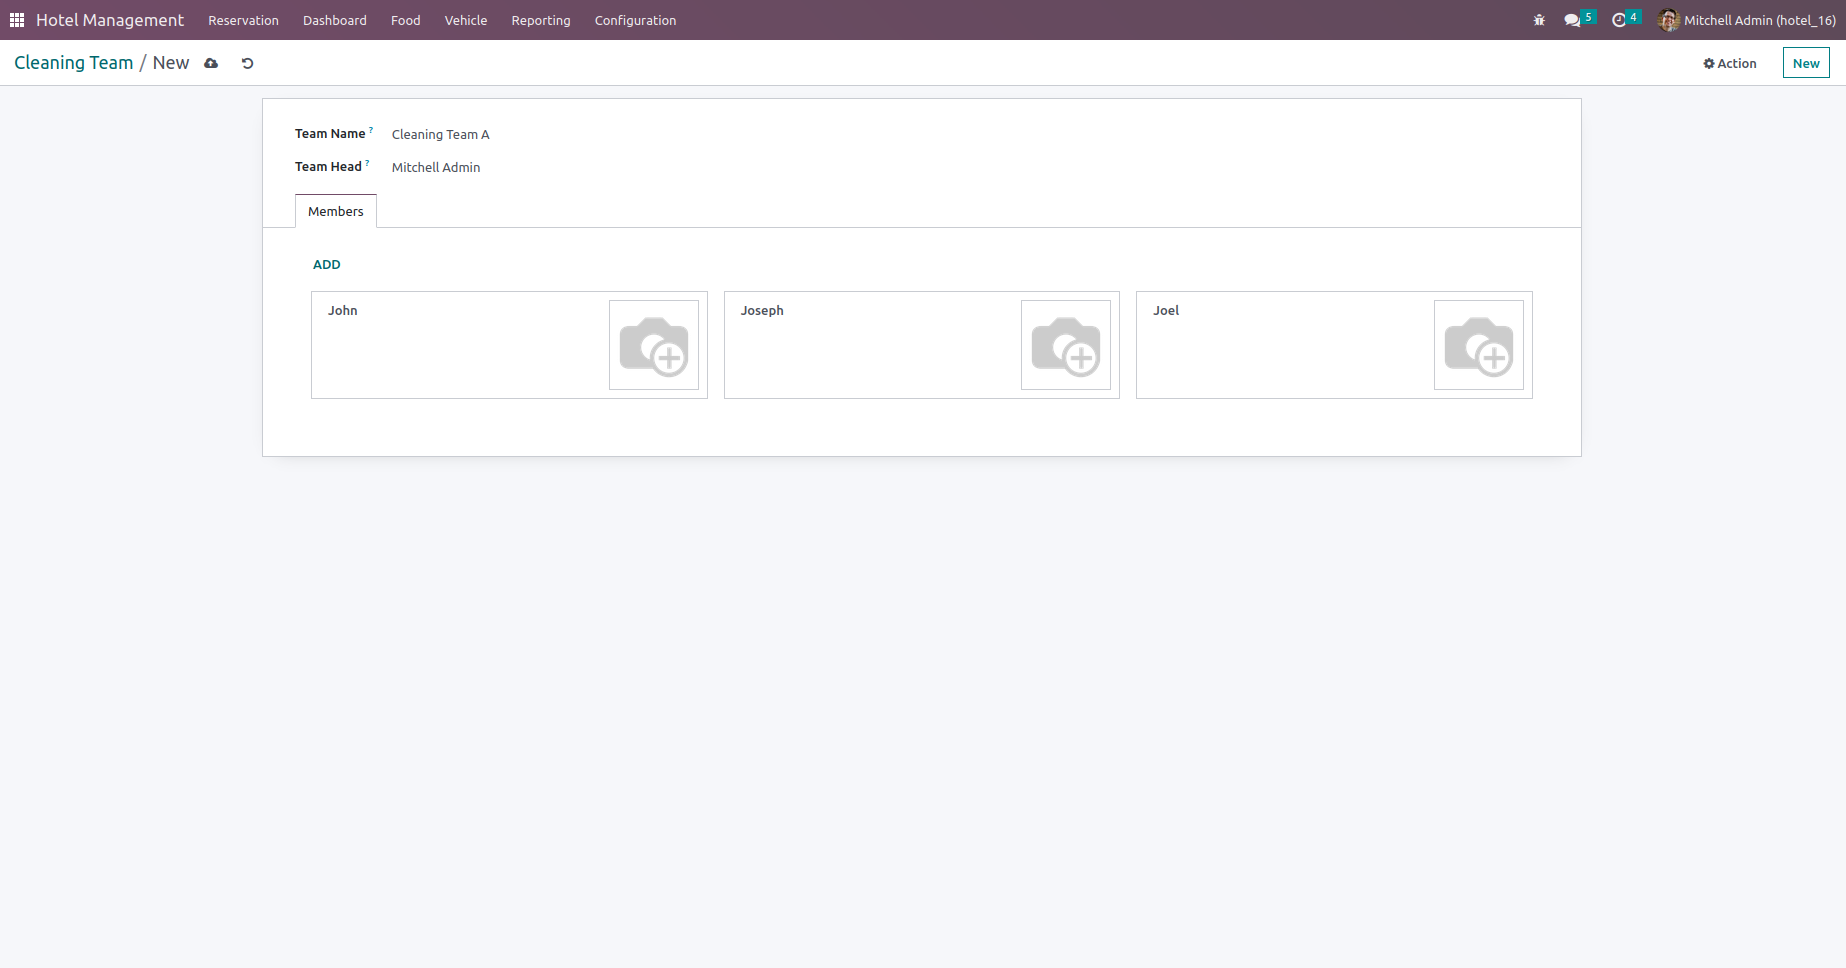 Hotel Management Reservation Dashboard Food Vehicle Reporting Configuration 5 4 Mitchell Admin (hotel_16)
Cleaning Team / New Action New
Team Name ? Cleaning Team A
Team Head ? Mitchell Admin
Members
ADD
John Joseph Joel